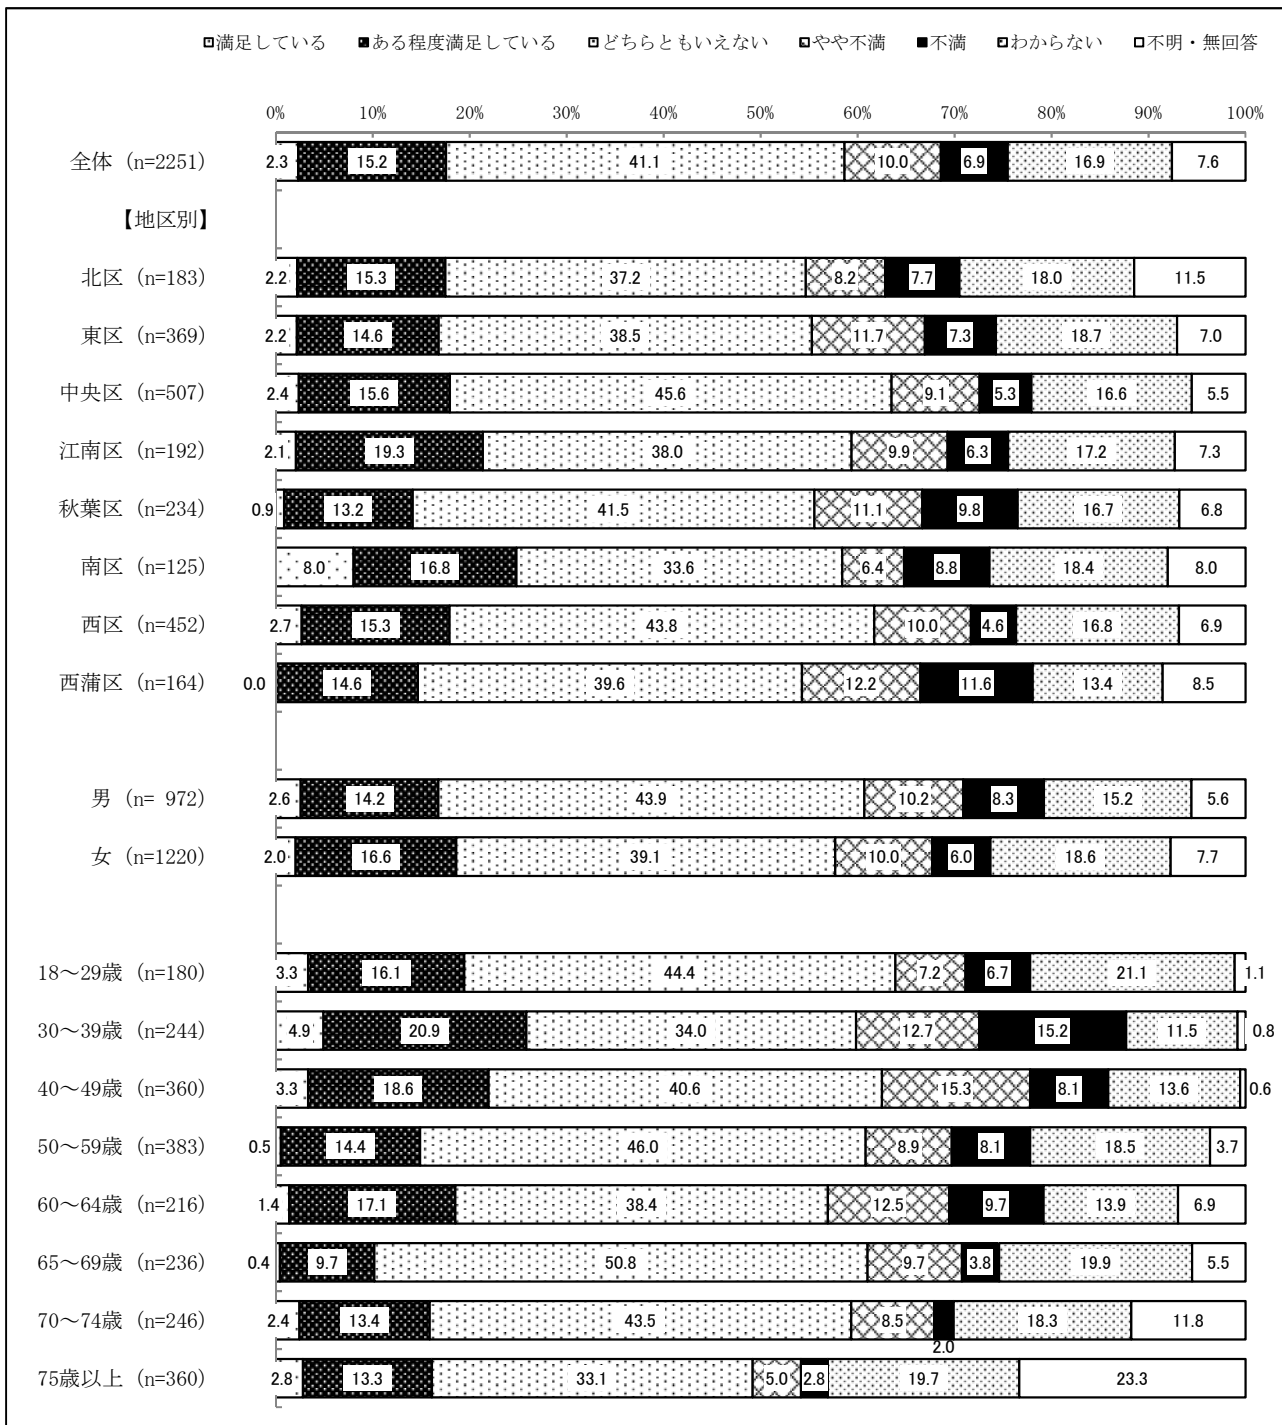 満足している ある程度満足している どちらともいえない やや不満 不満 わからない 不明・無回答
0% 10% 20% 30% 40% 50% 60% 70% 80% 90% 100%
全体 (n=2251) 2.3 15.2 41.1 10.0 6.9 16.9 7.6
【地区別】
北区 (n=183) 2.2 15.3 37.2 8.2 7.7 18.0 11.5
東区 (n=369) 2.2 14.6 38.5 11.7 7.3 18.7 7.0
中央区 (n=507) 2.4 15.6 45.6 9.1 5.3 16.6 5.5
江南区 (n=192) 2.1 19.3 38.0 9.9 6.3 17.2 7.3
秋葉区 (n=234) 0.9 13.2 41.5 11.1 9.8 16.7 6.8
南区 (n=125) 8.0 16.8 33.6 6.4 8.8 18.4 8.0
西区 (n=452) 2.7 15.3 43.8 10.0 4.6 16.8 6.9
西蒲区 (n=164) 0.0 14.6 39.6 12.2 11.6 13.4 8.5
男 (n= 972) 2.6 14.2 43.9 10.2 8.3 15.2 5.6
女 (n=1220) 2.0 16.6 39.1 10.0 6.0 18.6 7.7
18～29歳 (n=180) 3.3 16.1 44.4 7.2 6.7 21.1 1.1
30～39歳 (n=244) 4.9 20.9 34.0 12.7 15.2 11.5 0.8
40～49歳 (n=360) 3.3 18.6 40.6 15.3 8.1 13.6 0.6
50～59歳 (n=383) 0.5 14.4 46.0 8.9 8.1 18.5 3.7
60～64歳 (n=216) 1.4 17.1 38.4 12.5 9.7 13.9 6.9
65～69歳 (n=236) 0.4 9.7 50.8 9.7 3.8 19.9 5.5
70～74歳 (n=246) 2.4 13.4 43.5 8.5 18.3 11.8
2.0
75歳以上 (n=360) 2.8 13.3 33.1 5.0 2.8 19.7 23.3